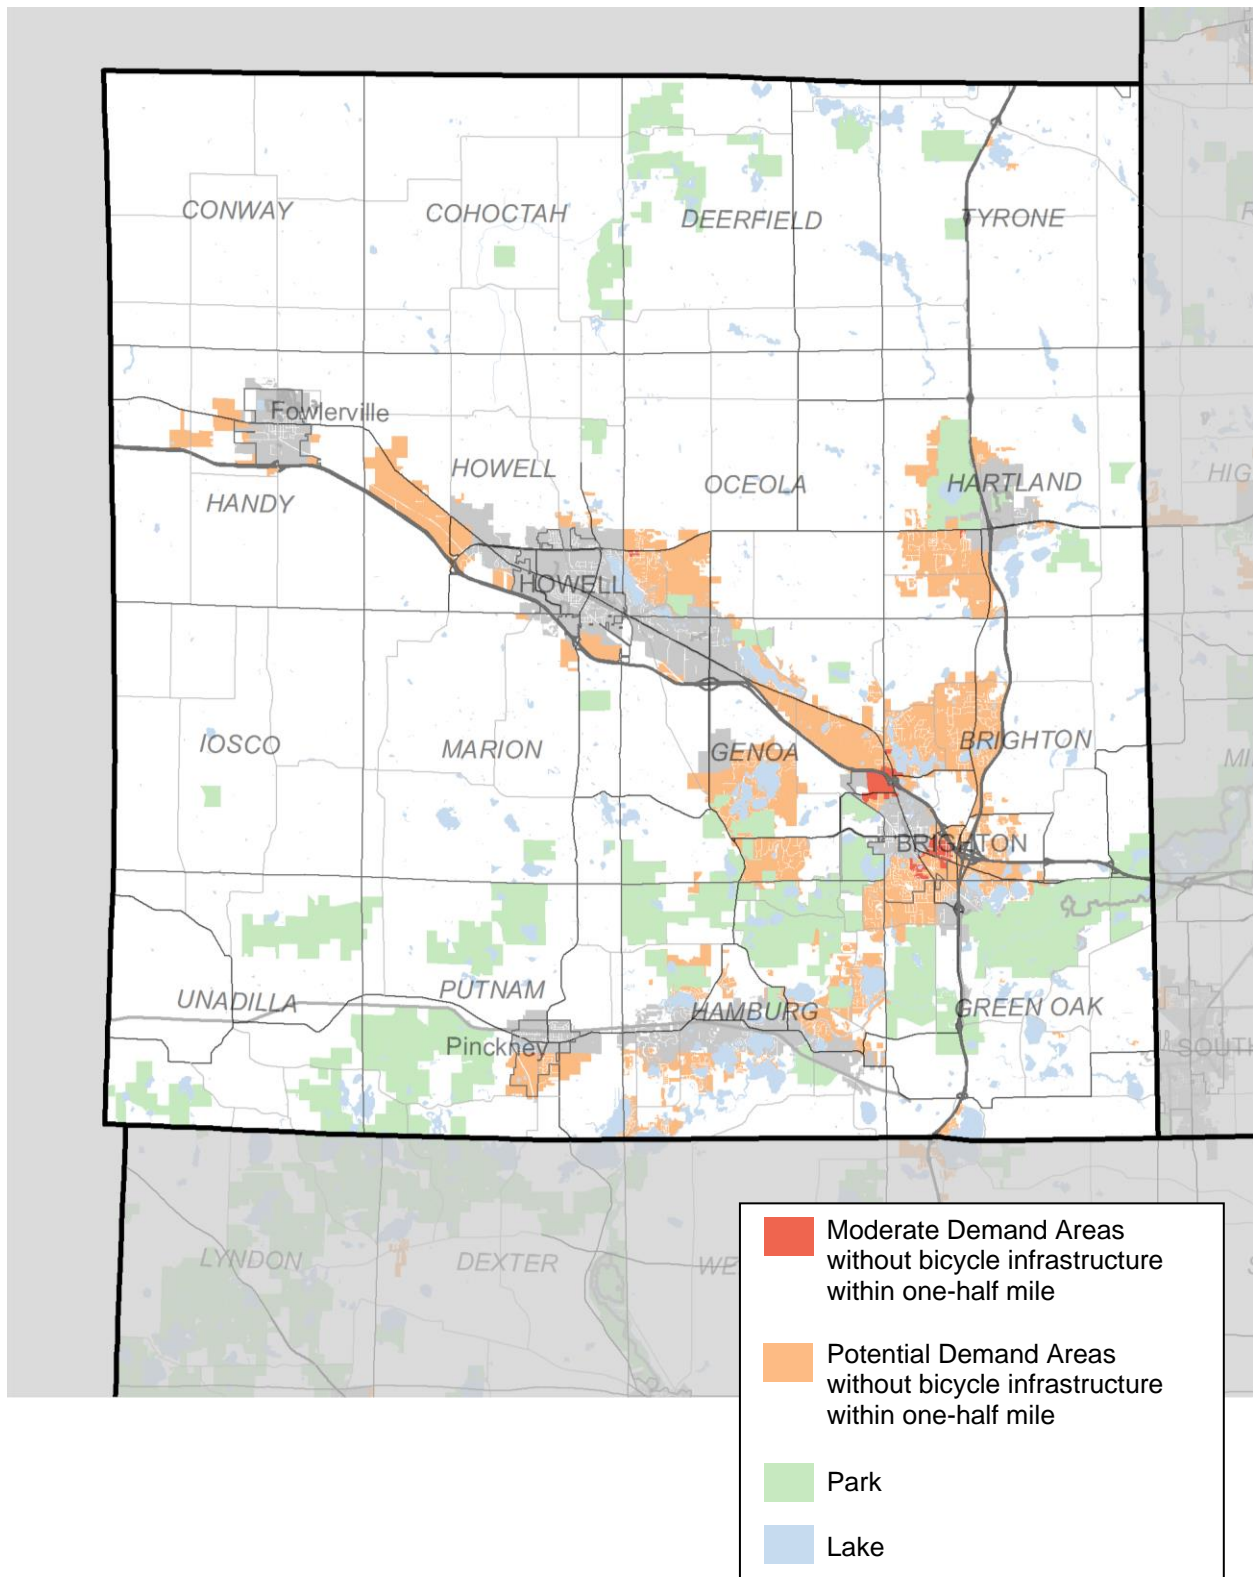 CONWAY
COHOCTAH
DEERFIELD
TYRONE
Fowlerville
HOWELL
OCEOLA
HARTLAND
HANDY
HOWELL
IOSCO
MARION
GENOA
BRIGHTON
BRIGHTON
UNADILLA
PUTNAM
HAMBURG
GREEN OAK
Pinckney
SOUTH
LYNDON
DEXTER
WE
Moderate Demand Areas
without bicycle infrastructure
within one-half mile
Potential Demand Areas
without bicycle infrastructure
within one-half mile
Park
Lake